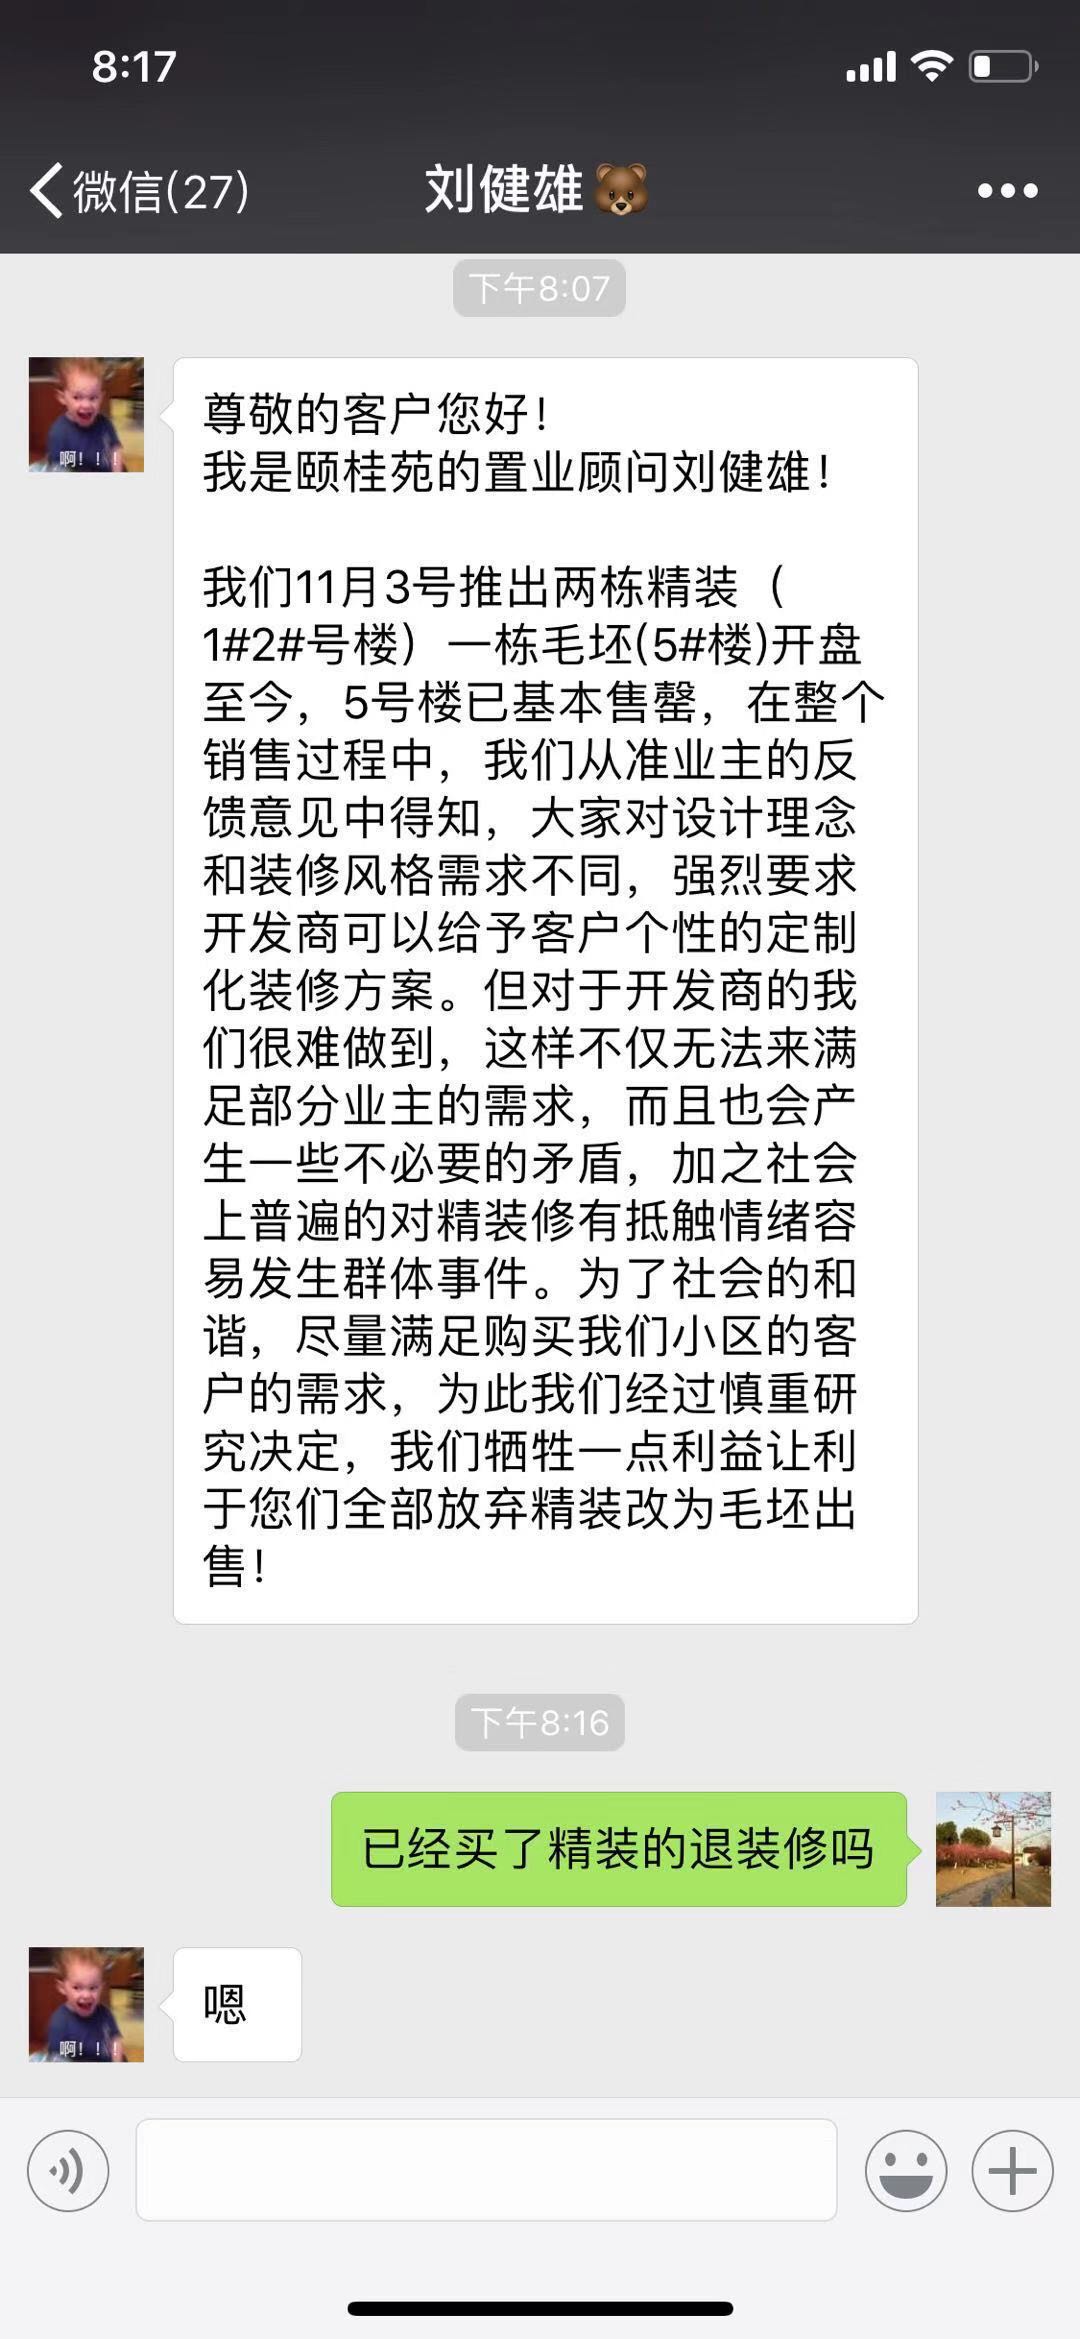 8:17
微信(27)
刘健雄🐻
下午8:07
尊敬的客户您好!
我是颐桂苑的置业顾问刘健雄!
我们11月3号推出两栋精装（
1#2#号楼）一栋毛坯(5#楼)开盘
至今，5号楼已基本售罄，在整个
销售过程中，我们从准业主的反
馈意见中得知，大家对设计理念
和装修风格需求不同，强烈要求
开发商可以给予客户个性的定制
化装修方案。但对于开发商的我
们很难做到，这样不仅无法来满
足部分业主的需求，而且也会产
生一些不必要的矛盾，加之社会
上普遍的对精装修有抵触情绪容
易发生群体事件。为了社会的和
谐，尽量满足购买我们小区的客
户的需求，为此我们经过慎重研
究决定，我们牺牲一点利益让利
于您们全部放弃精装改为毛坯出
售!
啊!!!
下午8:16
已经买了精装的退装修吗
嗯
啊!!!